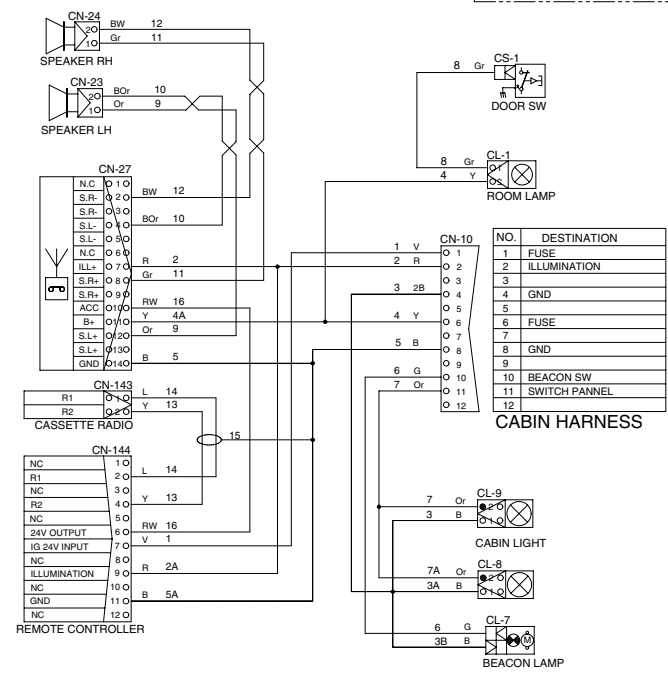 CN-24
2 BW 12
1 Gr 11
SPEAKER RH
CN-23
2 BOr 10
1 Or 9
SPEAKER LH
CS-1
8 Gr
DOOR SW
CL-1
8 Gr 1
4 Y 2
ROOM LAMP
CN-27
N.C 1
S.R- 2 BW 12
S.R- 3
S.L- 4 BOr 10
S.L- 5
N.C 6
ILL+ 7 R 2
S.R+ 8 Gr 11
S.R+ 9
ACC 10 RW 16
B+ 11 Y 4A
S.L+ 12 Or 9
S.L+ 13
GND 14 B 5
CN-143
R1 1 L 14
R2 2 Y 13
CASSETTE RADIO
15
CN-144
NC 1
R1 2 L 14
NC 3
R2 4 Y 13
NC 5
24V OUTPUT 6 RW 16
IG 24V INPUT 7 V 1
NC 8
ILLUMINATION 9 R 2A
NC 10
GND 11 B 5A
NC 12
REMOTE CONTROLLER
CN-10
1 V 1
2 R 2
3
3 2B 4
5
4 Y 6
7
5 B 8
9
6 G 10
7 Or 11
12
NO. DESTINATION
1 FUSE
2 ILLUMINATION
3
4 GND
5
6 FUSE
7
8 GND
9
10 BEACON SW
11 SWITCH PANNEL
12
CABIN HARNESS
CL-9
7 Or 2
3 B 1
CABIN LIGHT
CL-8
7A Or 2
3A B 1
CL-7
6 G
3B B
M
BEACON LAMP